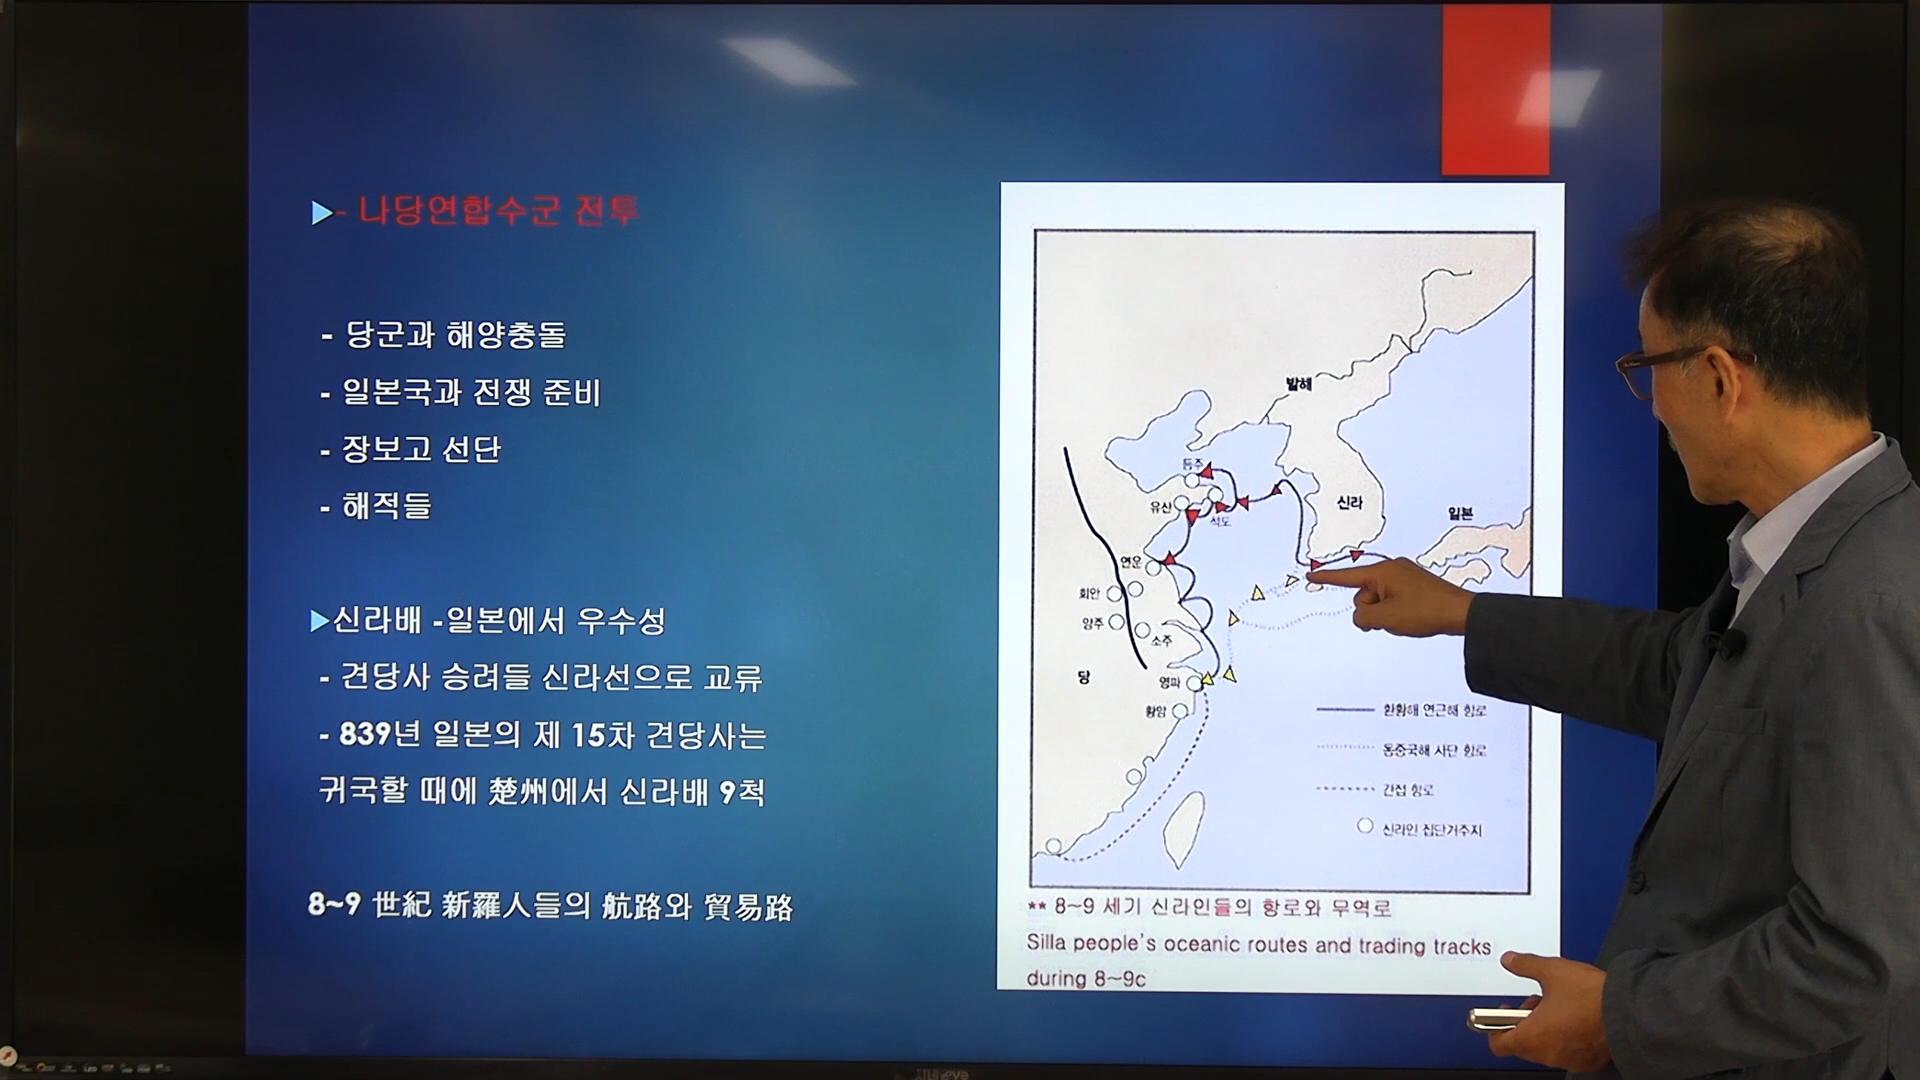 ▶- 나당연합수군 전투
- 당군과 해양충돌
- 일본국과 전쟁 준비
- 장보고 선단
- 해적들
▶신라배 -일본에서 우수성
- 견당사 승려들 신라선으로 교류
- 839년 일본의 제 15차 견당사는
귀국할 때에 楚州에서 신라배 9척
8~9 世紀 新羅人들의 航路와 貿易路
발해
등주
신라
유산
석도
일본
연운
회안
양주
소주
당
영파
황암
환황해 연근해 항로
동중국해 사단 항로
간접 항로
신라인 집단거주지
** 8~9 세기 신라인들의 항로와 무역로
Silla people's oceanic routes and trading tracks
during 8~9c